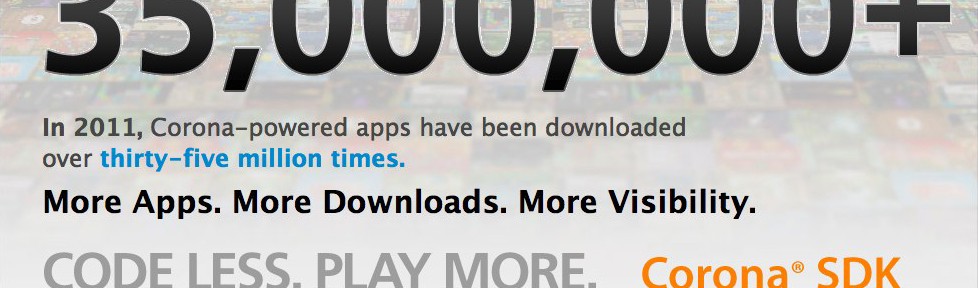 35,000,000+
In 2011, Corona-powered apps have been downloaded
over thirty-five million times.
More Apps. More Downloads. More Visibility.
CODE LESS. PLAY MORE. Corona® SDK